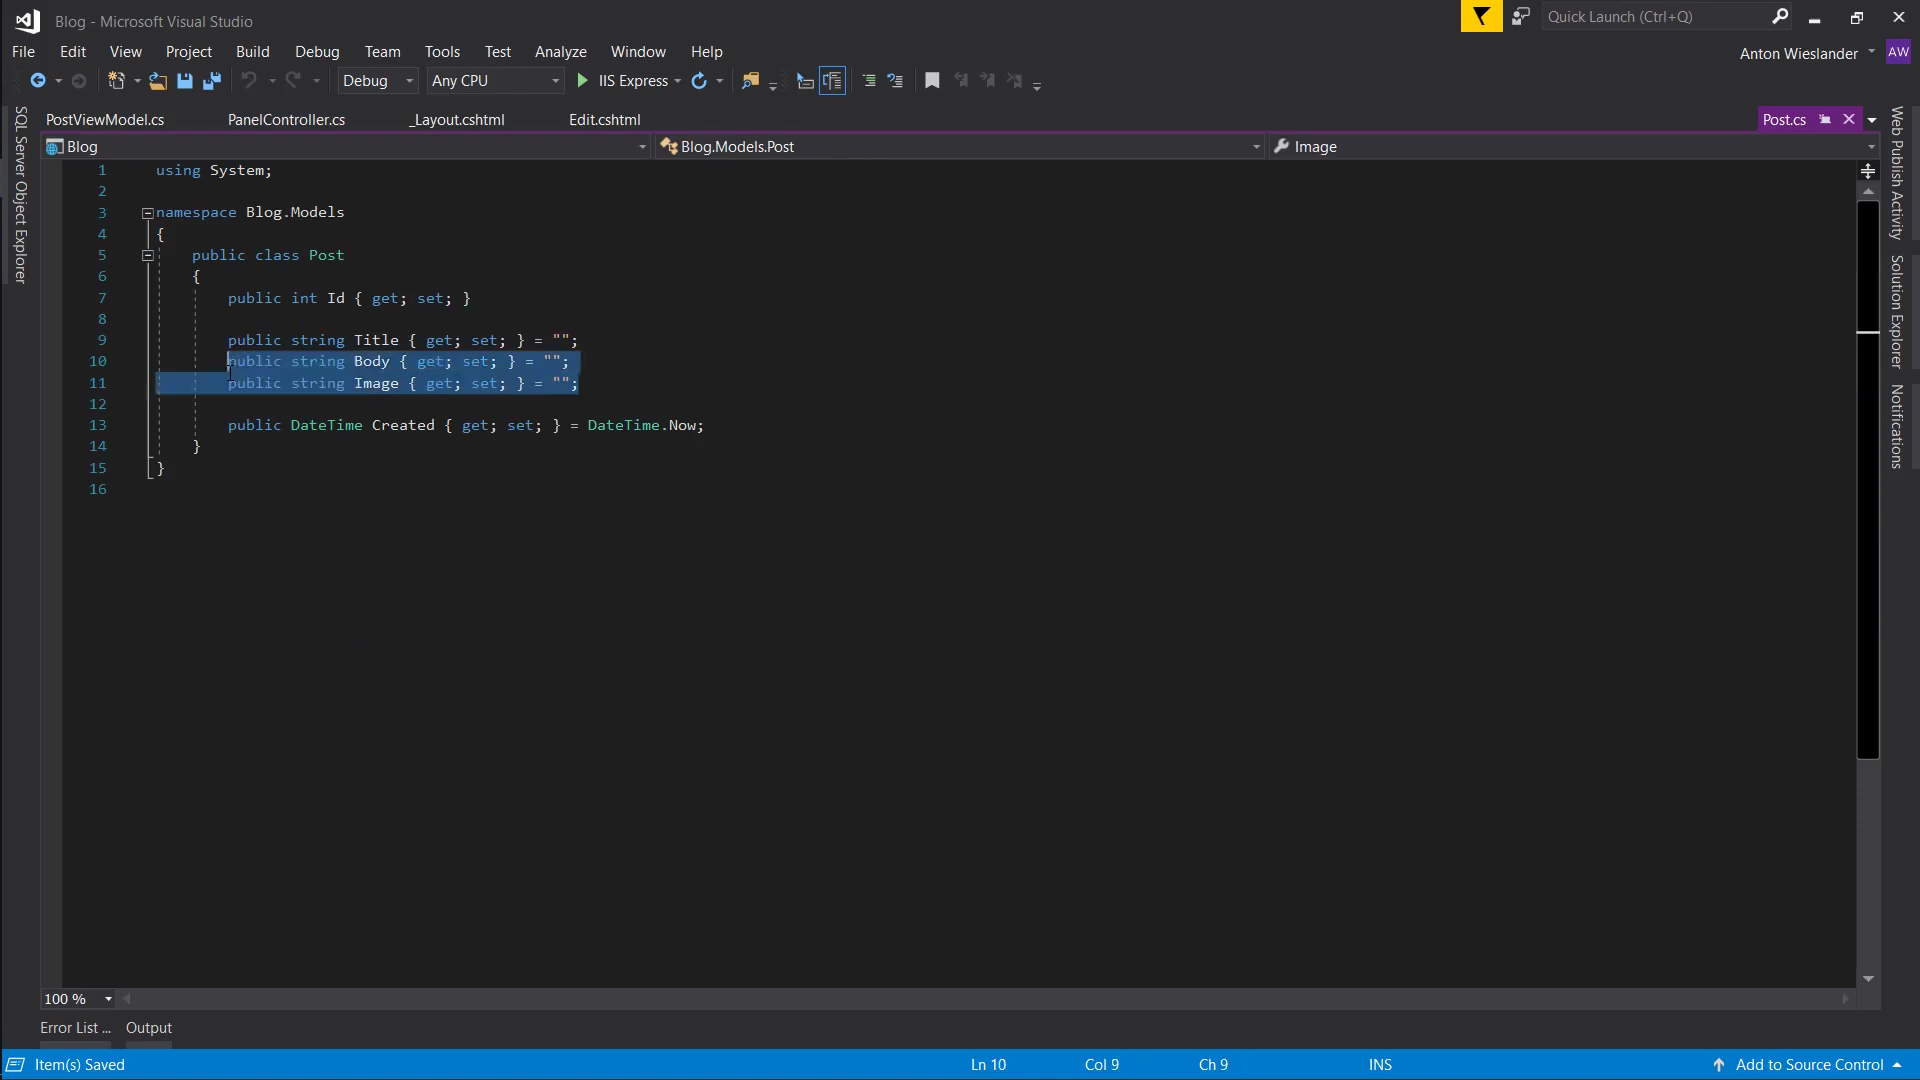 Blog - Microsoft Visual Studio
Quick Launch (Ctrl+Q)
File Edit View Project Build Debug Team Tools Test Analyze Window Help
Anton Wieslander AW
Debug Any CPU IIS Express
PostViewModel.cs PanelController.cs _Layout.cshtml Edit.cshtml Post.cs
Blog Blog.Models.Post Image
SQL Server Object Explorer
Web Publish Activity
Solution Explorer
Notifications
1 using System;
2
3 namespace Blog.Models
4 {
5 public class Post
6 {
7 public int Id { get; set; }
8
9 public string Title { get; set; } = "";
10 public string Body { get; set; } = "";
11 public string Image { get; set; } = "";
12
13 public DateTime Created { get; set; } = DateTime.Now;
14 }
15 }
16
100 %
Error List ... Output
Item(s) Saved Ln 10 Col 9 Ch 9 INS Add to Source Control